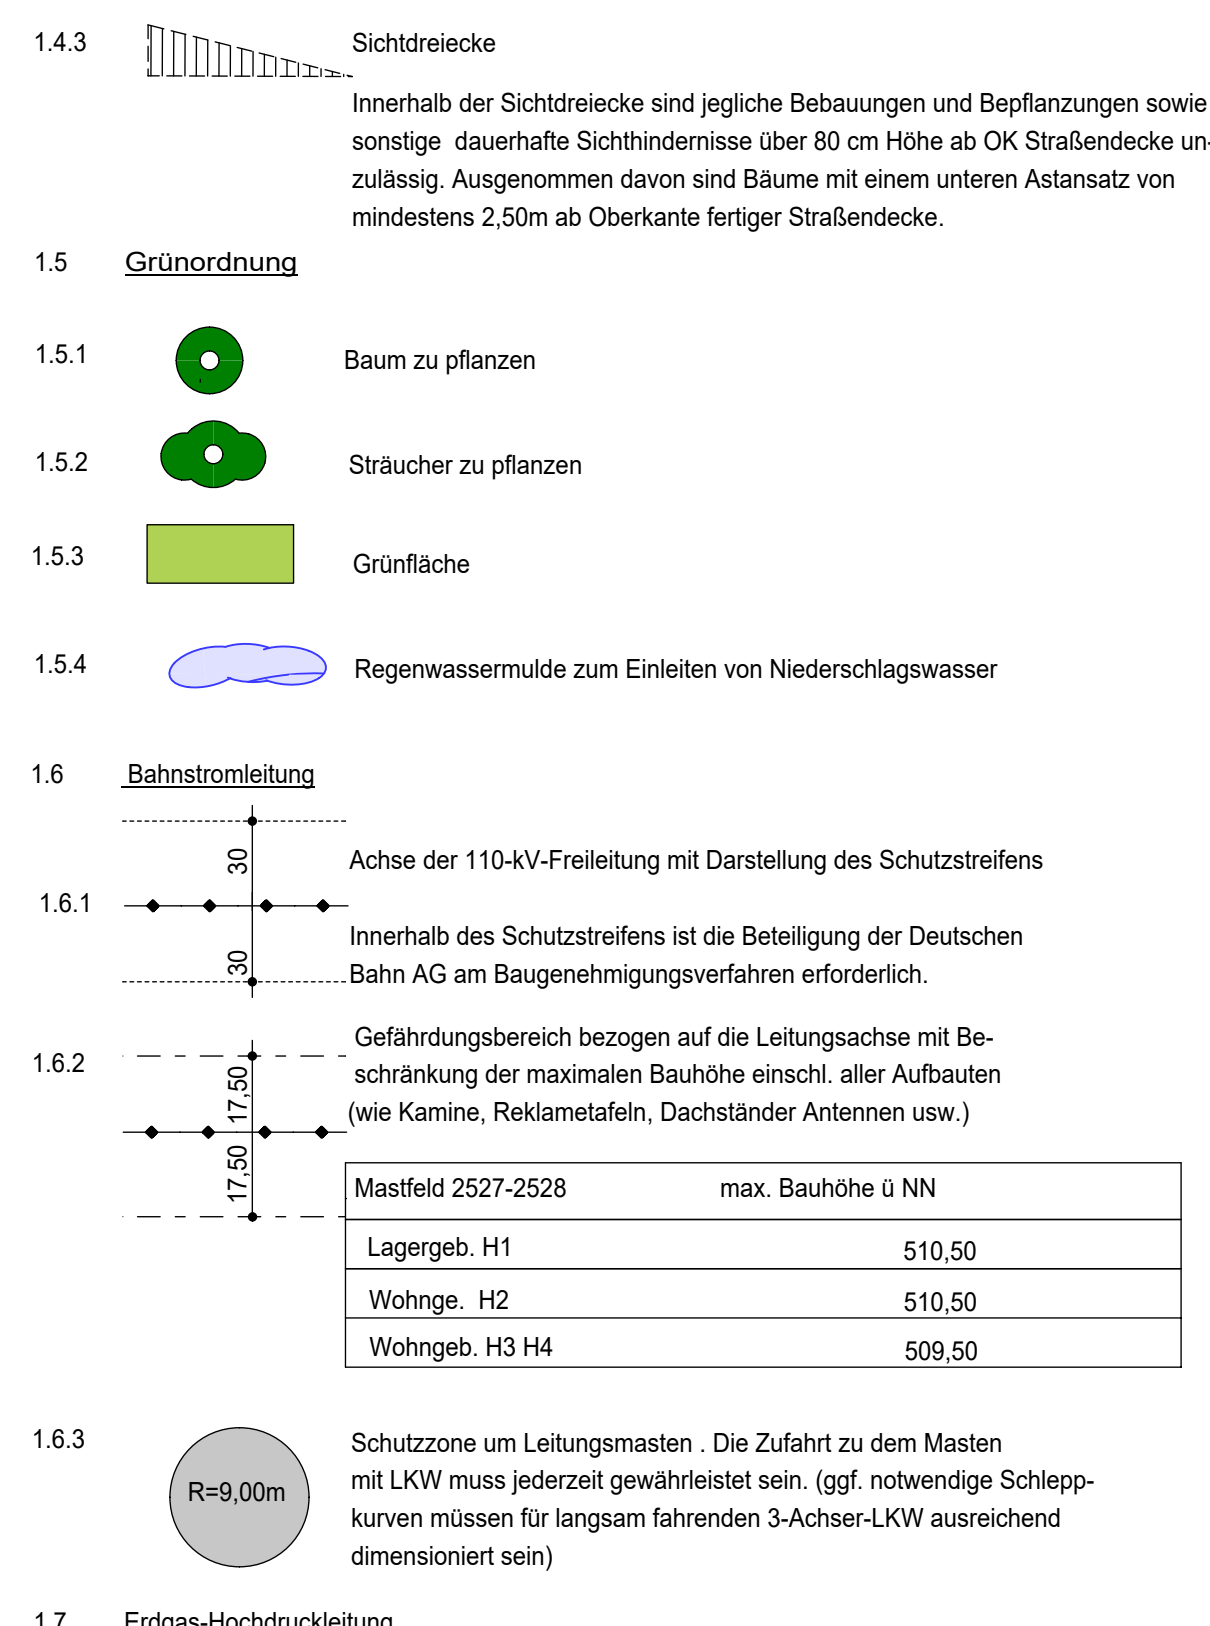 1.4.3 Sichtdreiecke
Innerhalb der Sichtdreiecke sind jegliche Bebauungen und Bepflanzungen sowie
sonstige dauerhafte Sichthindernisse über 80 cm Höhe ab OK Straßendecke un-
zulässig. Ausgenommen davon sind Bäume mit einem unteren Astansatz von
mindestens 2,50m ab Oberkante fertiger Straßendecke.
1.5 Grünordnung
1.5.1 Baum zu pflanzen
1.5.2 Sträucher zu pflanzen
1.5.3 Grünfläche
1.5.4 Regenwassermulde zum Einleiten von Niederschlagswasser
1.6 Bahnstromleitung
30
Achse der 110-kV-Freileitung mit Darstellung des Schutzstreifens
1.6.1
Innerhalb des Schutzstreifens ist die Beteiligung der Deutschen
30
Bahn AG am Baugenehmigungsverfahren erforderlich.
Gefährdungsbereich bezogen auf die Leitungsachse mit Be-
1.6.2
schränkung der maximalen Bauhöhe einschl. aller Aufbauten
17,50
(wie Kamine, Reklametafeln, Dachständer Antennen usw.)
17,50
Mastfeld 2527-2528 max. Bauhöhe ü NN
Lagergeb. H1 510,50
Wohnge. H2 510,50
Wohngeb. H3 H4 509,50
1.6.3
R=9,00m
Schutzzone um Leitungsmasten . Die Zufahrt zu dem Masten
mit LKW muss jederzeit gewährleistet sein. (ggf. notwendige Schlepp-
kurven müssen für langsam fahrenden 3-Achser-LKW ausreichend
dimensioniert sein)
1.7 Erdgas-Hochdruckleitung